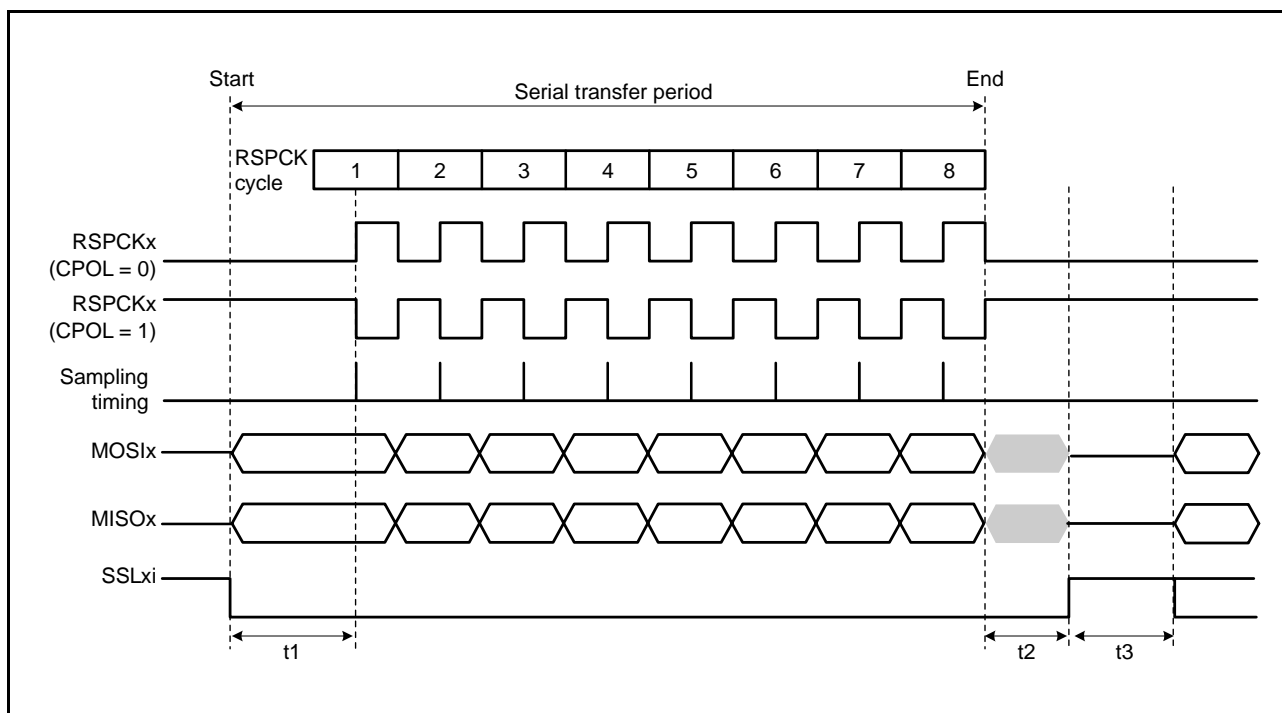 Start
End
Serial transfer period
RSPCK
cycle
1 2 3 4 5 6 7 8
RSPCKx
(CPOL = 0)
RSPCKx
(CPOL = 1)
Sampling
timing
MOSIx
MISOx
SSLxi
t1
t2
t3